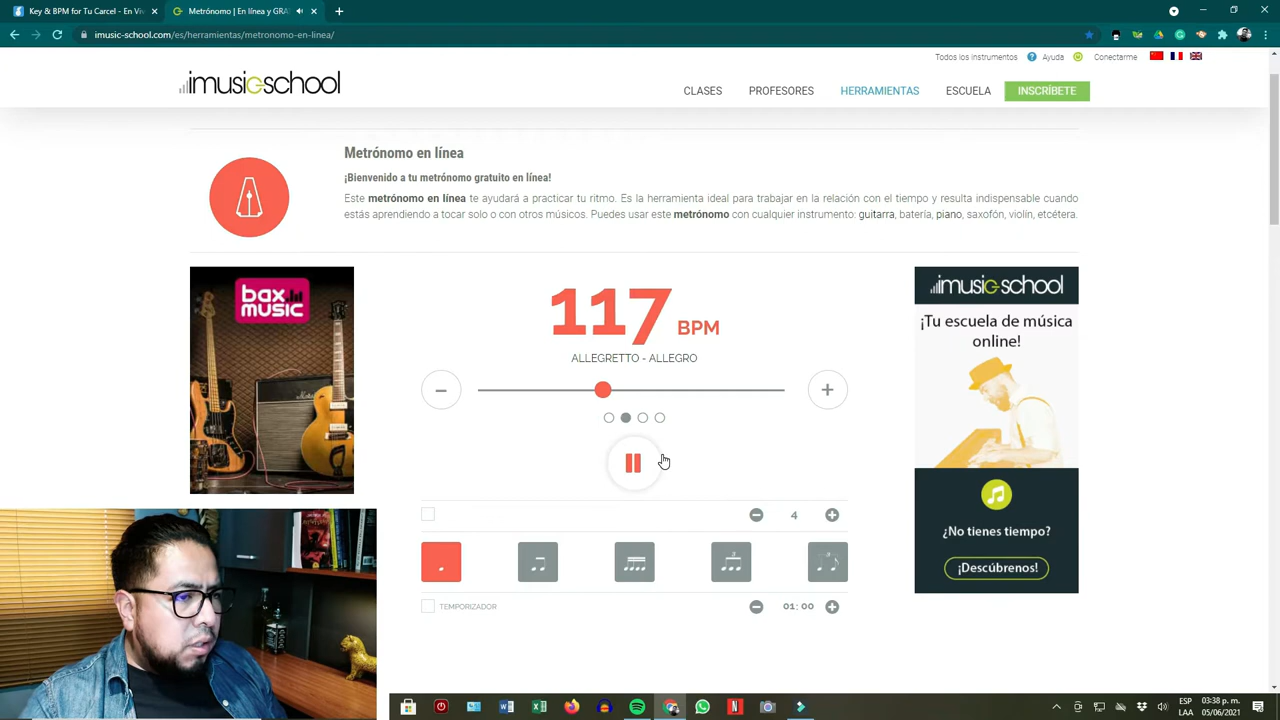 Key & BPM for Tu Carcel - En Viv
Metrónomo en línea y GRA
imusic-school.com/es/herramientas/metronomo-en-linea/
Todos los instrumentos
Ayuda
Conectarme
imusic-school
CLASES
PROFESORES
HERRAMIENTAS
ESCUELA
INSCRÍBETE
Metrónomo en línea
¡Bienvenido a tu metrónomo gratuito en línea!
Este metrónomo en línea te ayudará a practicar tu ritmo. Es la herramienta ideal para trabajar en la relación con el tiempo y resulta indispensable cuando
estás aprendiendo a tocar solo o con otros músicos. Puedes usar este metrónomo con cualquier instrumento: guitarra, batería, piano, saxofón, violín, etcétera.
bax
MUSIC
117 BPM
ALLEGRETTO - ALLEGRO
4
TEMPORIZADOR
01: 00
imusic-school
¡Tu escuela de música
online!
¿No tienes tiempo?
¡Descúbrenos!
ESP
LAA
03:38 p. m.
05/06/2021